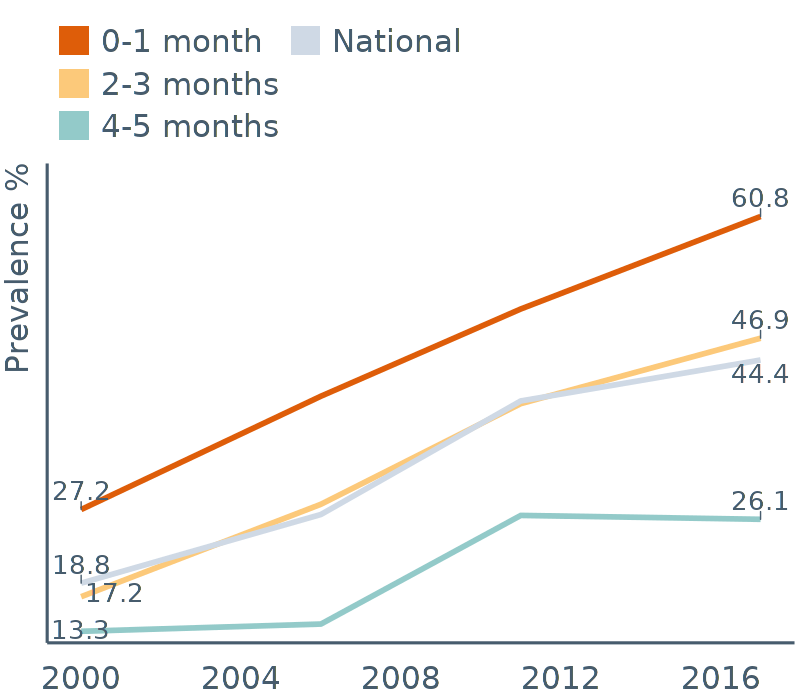 0-1 month
National
2-3 months
4-5 months
Prevalence %
60.8
46.9
44.4
27.2
26.1
18.8
17.2
13.3
2000 2004 2008 2012 2016